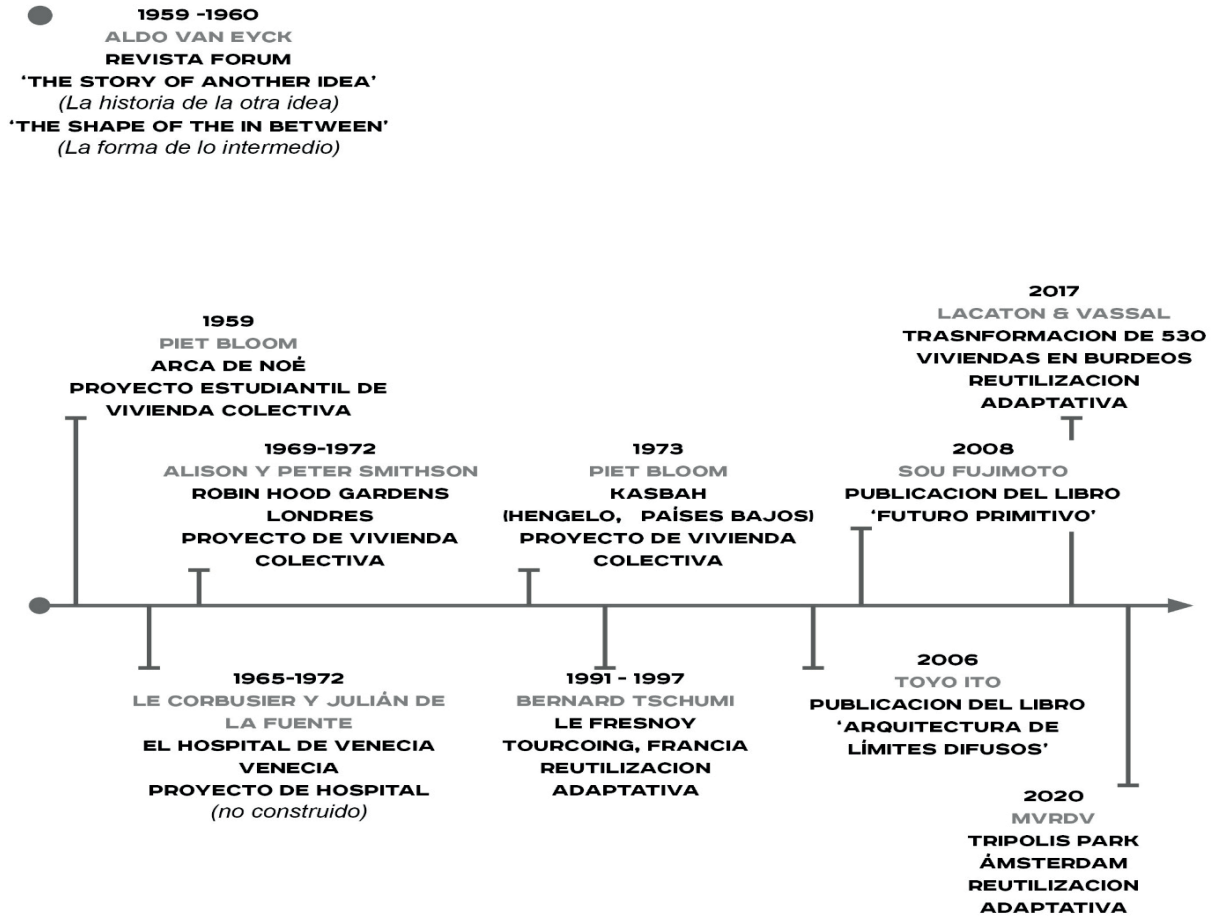 1959 -1960
ALDO VAN EYCK
REVISTA FORUM
‘THE STORY OF ANOTHER IDEA’
(La historia de la otra idea)
‘THE SHAPE OF THE IN BETWEEN’
(La forma de lo intermedio)
1959
PIET BLOOM
ARCA DE NOÉ
PROYECTO ESTUDIANTIL DE
VIVIENDA COLECTIVA
1969-1972
ALISON Y PETER SMITHSON
ROBIN HOOD GARDENS
LONDRES
PROYECTO DE VIVIENDA
COLECTIVA
1973
PIET BLOOM
KASBAH
(HENGELO, PAÍSES BAJOS)
PROYECTO DE VIVIENDA
COLECTIVA
2017
LACATON & VASSAL
TRASNFORMACION DE 530
VIVIENDAS EN BURDEOS
REUTILIZACION
ADAPTATIVA
2008
SOU FUJIMOTO
PUBLICACION DEL LIBRO
‘FUTURO PRIMITIVO’
1965-1972
LE CORBUSIER Y JULIÁN DE
LA FUENTE
EL HOSPITAL DE VENECIA
VENECIA
PROYECTO DE HOSPITAL
(no construido)
1991 - 1997
BERNARD TSCHUMI
LE FRESNOY
TOURCOING, FRANCIA
REUTILIZACION
ADAPTATIVA
2006
TOYO ITO
PUBLICACION DEL LIBRO
‘ARQUITECTURA DE
LÍMITES DIFUSOS’
2020
MVRDV
TRIPOLIS PARK
ÁMSTERDAM
REUTILIZACION
ADAPTATIVA